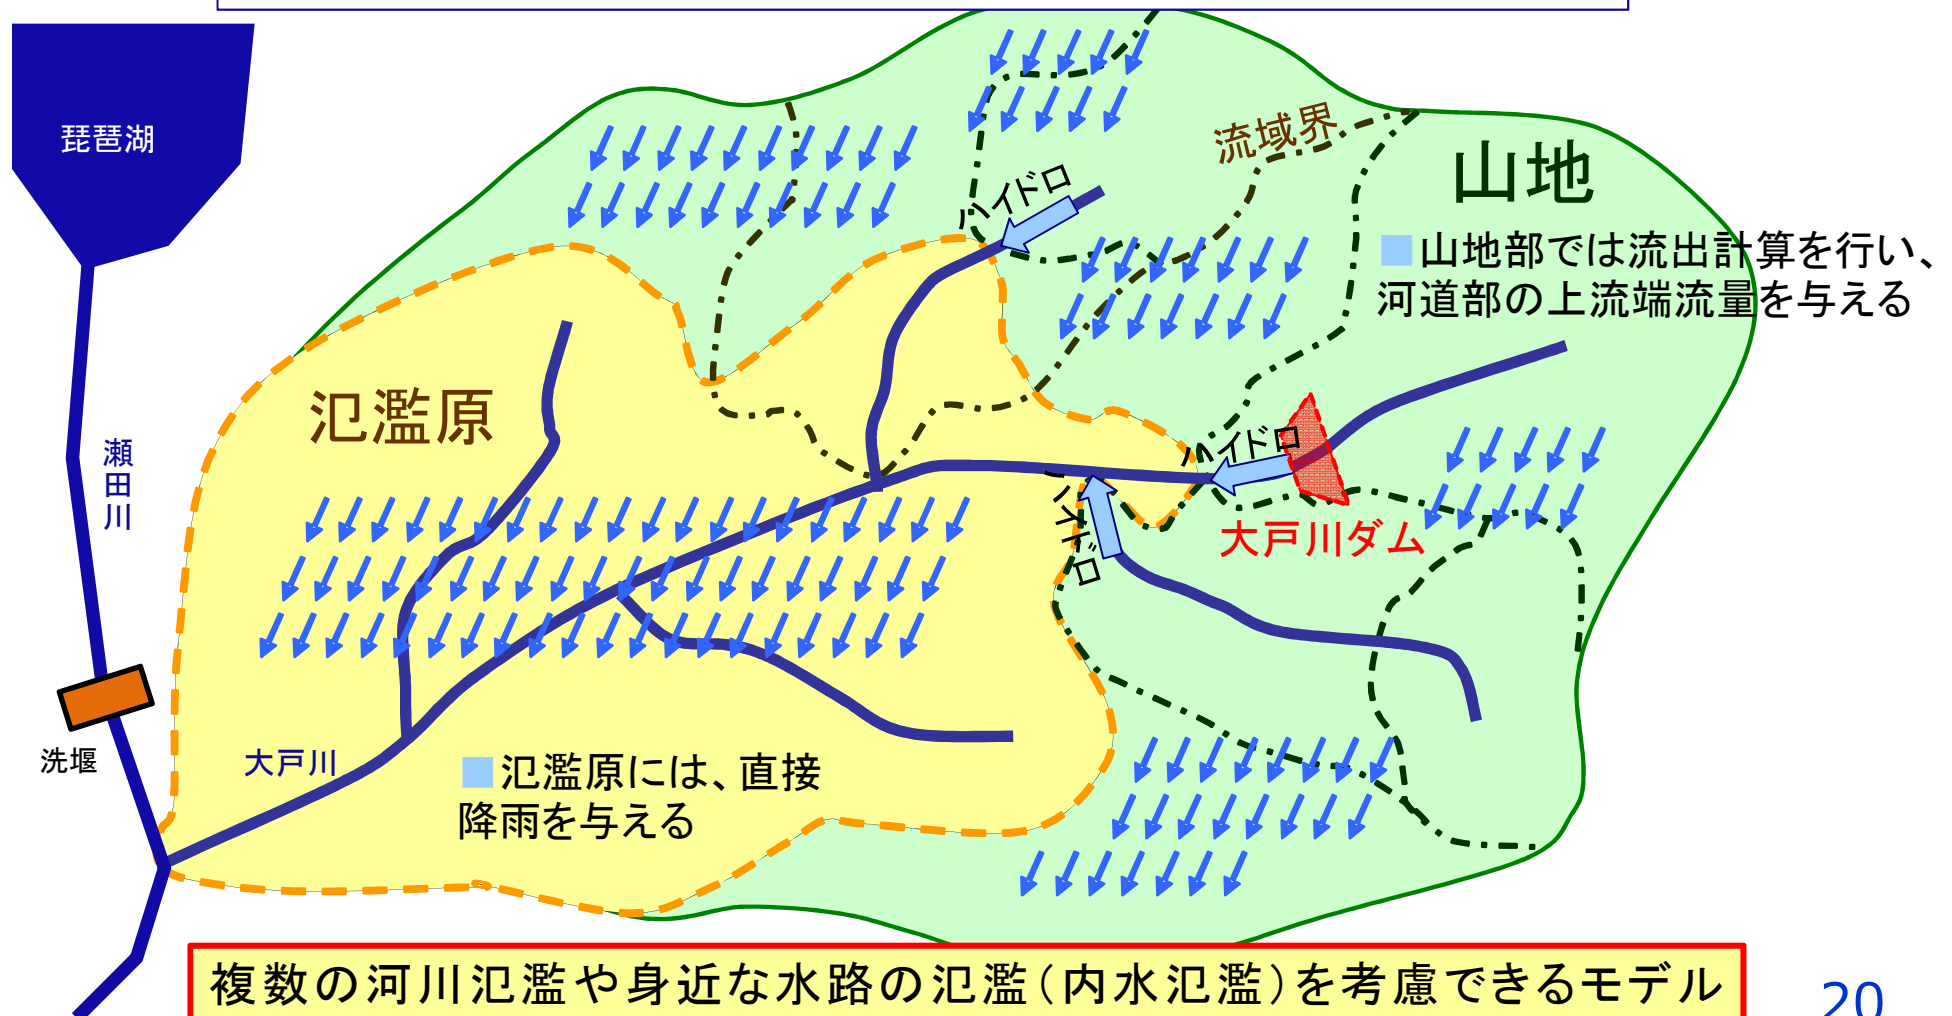 琵琶湖
流域界
山地
ハイドロ
■山地部では流出計算を行い、
河道部の上流端流量を与える
氾濫原
瀬田川
ハイドロ
ハイドロ
大戸川ダム
洗堰
大戸川
■氾濫原には、直接
降雨を与える
複数の河川氾濫や身近な水路の氾濫(内水氾濫)を考慮できるモデル
20